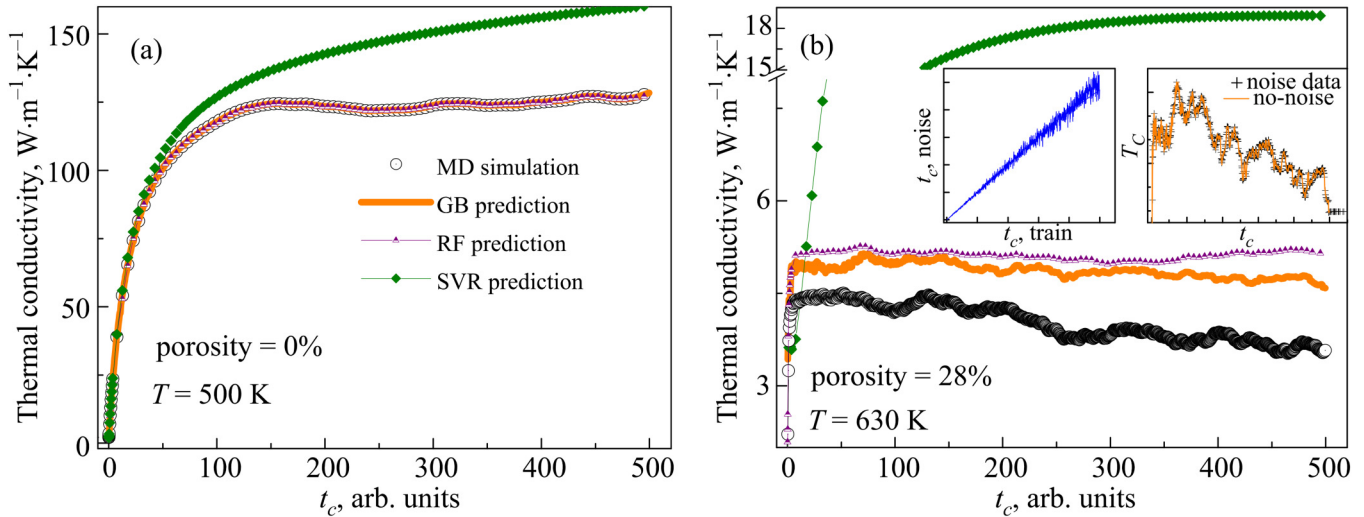 Thermal conductivity, W·m⁻¹·K⁻¹
150
100
50
0
(a)
MD simulation
GB prediction
RF prediction
SVR prediction
porosity = 0%
T = 500 K
0 100 200 300 400 500
t_c, arb. units
Thermal conductivity, W·m⁻¹·K⁻¹
18
15
6
3
(b)
t_c, noise
t_c, train
noise data
no-noise
T_C
t_c
porosity = 28%
T = 630 K
0 100 200 300 400 500
t_c, arb. units